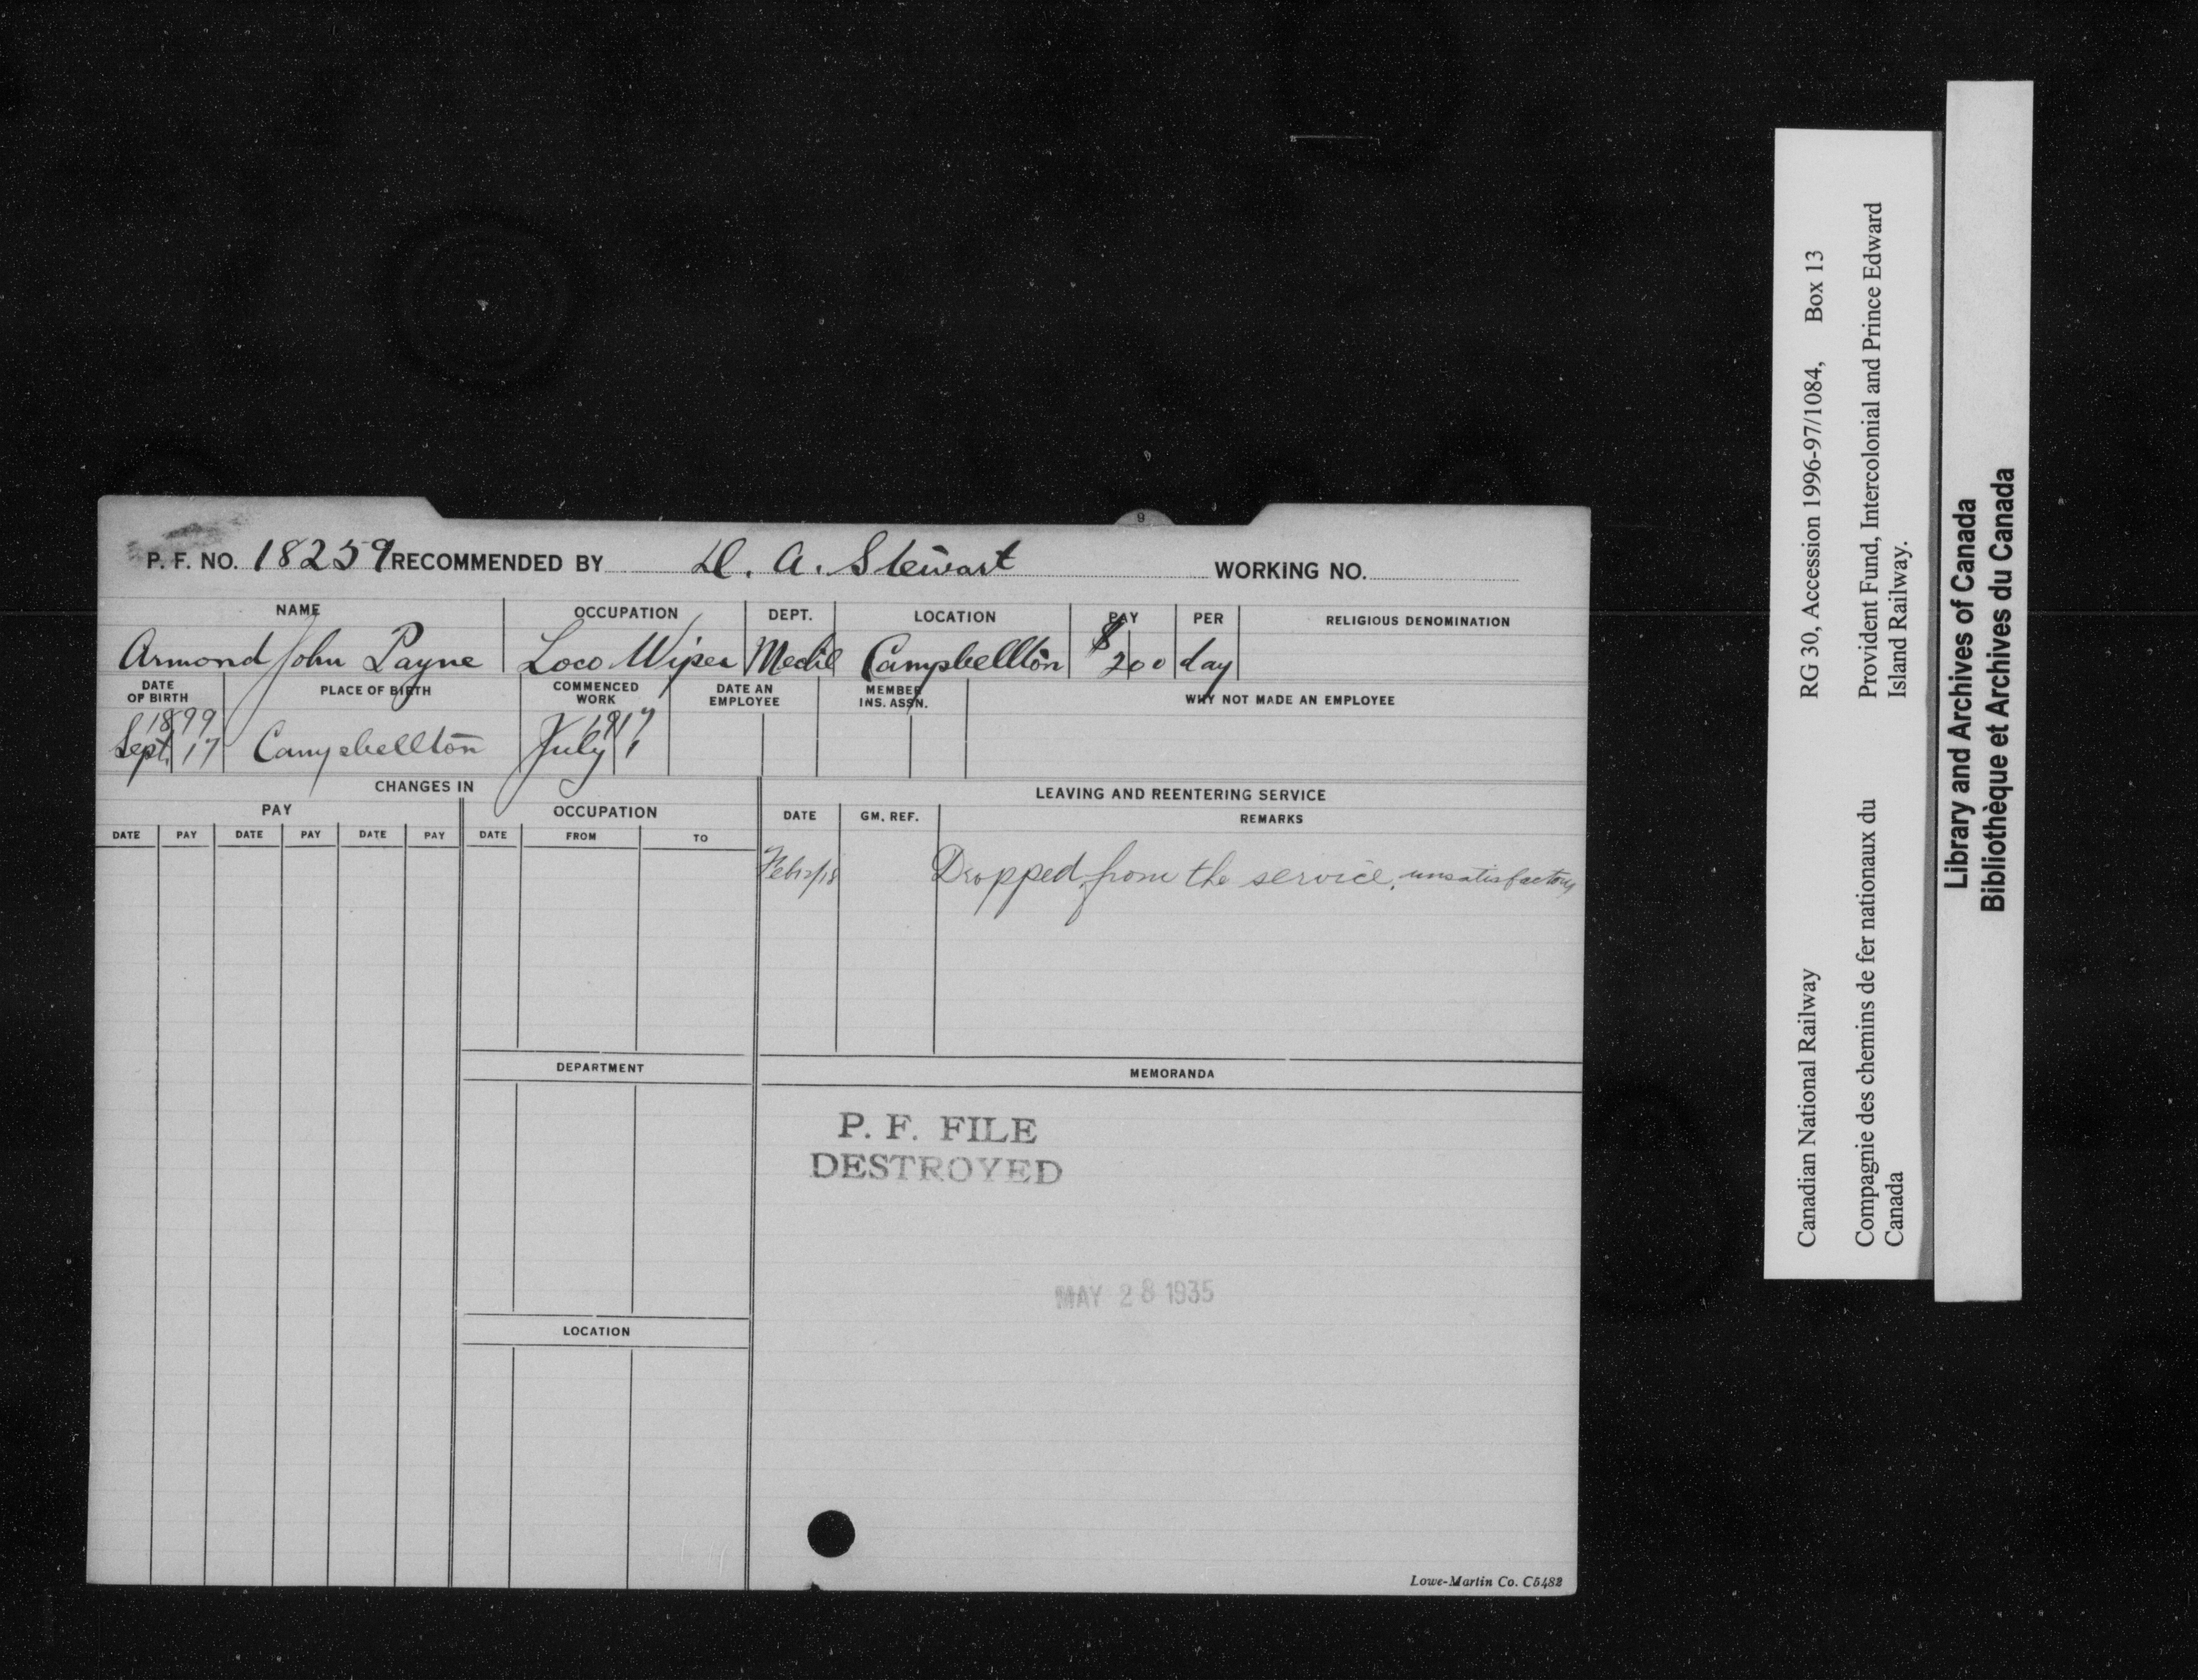 P. F. NO. 18259 RECOMMENDED BY D. A. Stewart WORKING NO.
NAME OCCUPATION DEPT. LOCATION PAY PER RELIGIOUS DENOMINATION
Armond John Payne Loco Wiper Mechl Campbellton $ 2 00 day
DATE OF BIRTH PLACE OF BIRTH COMMENCED WORK DATE AN EMPLOYEE MEMBER INS. ASSN. WHY NOT MADE AN EMPLOYEE
1899 1917
Sept. 17 Campbellton July 1
CHANGES IN LEAVING AND REENTERING SERVICE
PAY OCCUPATION DATE GM. REF. REMARKS
DATE PAY DATE PAY DATE PAY DATE FROM TO
Dropped from the service, unsatisfactory
DEPARTMENT MEMORANDA
P. F. FILE
DESTROYED
MAY 28 1935
LOCATION
Lowe-Martin Co. C5482
9
Canadian National Railway RG 30, Accession 1996-97/1084, Box 13
Compagnie des chemins de fer nationaux du Provident Fund, Intercolonial and Prince Edward
Canada Island Railway.
Library and Archives of Canada
Bibliothèque et Archives du Canada